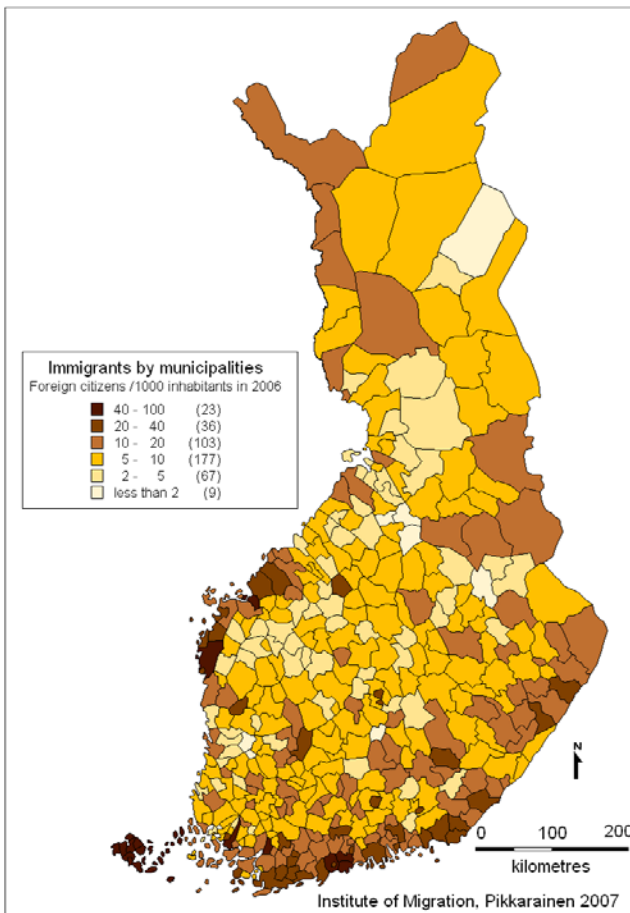 Immigrants by municipalities
Foreign citizens /1000 inhabitants in 2006
40 - 100 (23)
20 - 40 (36)
10 - 20 (103)
5 - 10 (177)
2 - 5 (67)
less than 2 (9)
N
0 100 200
kilometres
Institute of Migration, Pikkarainen 2007